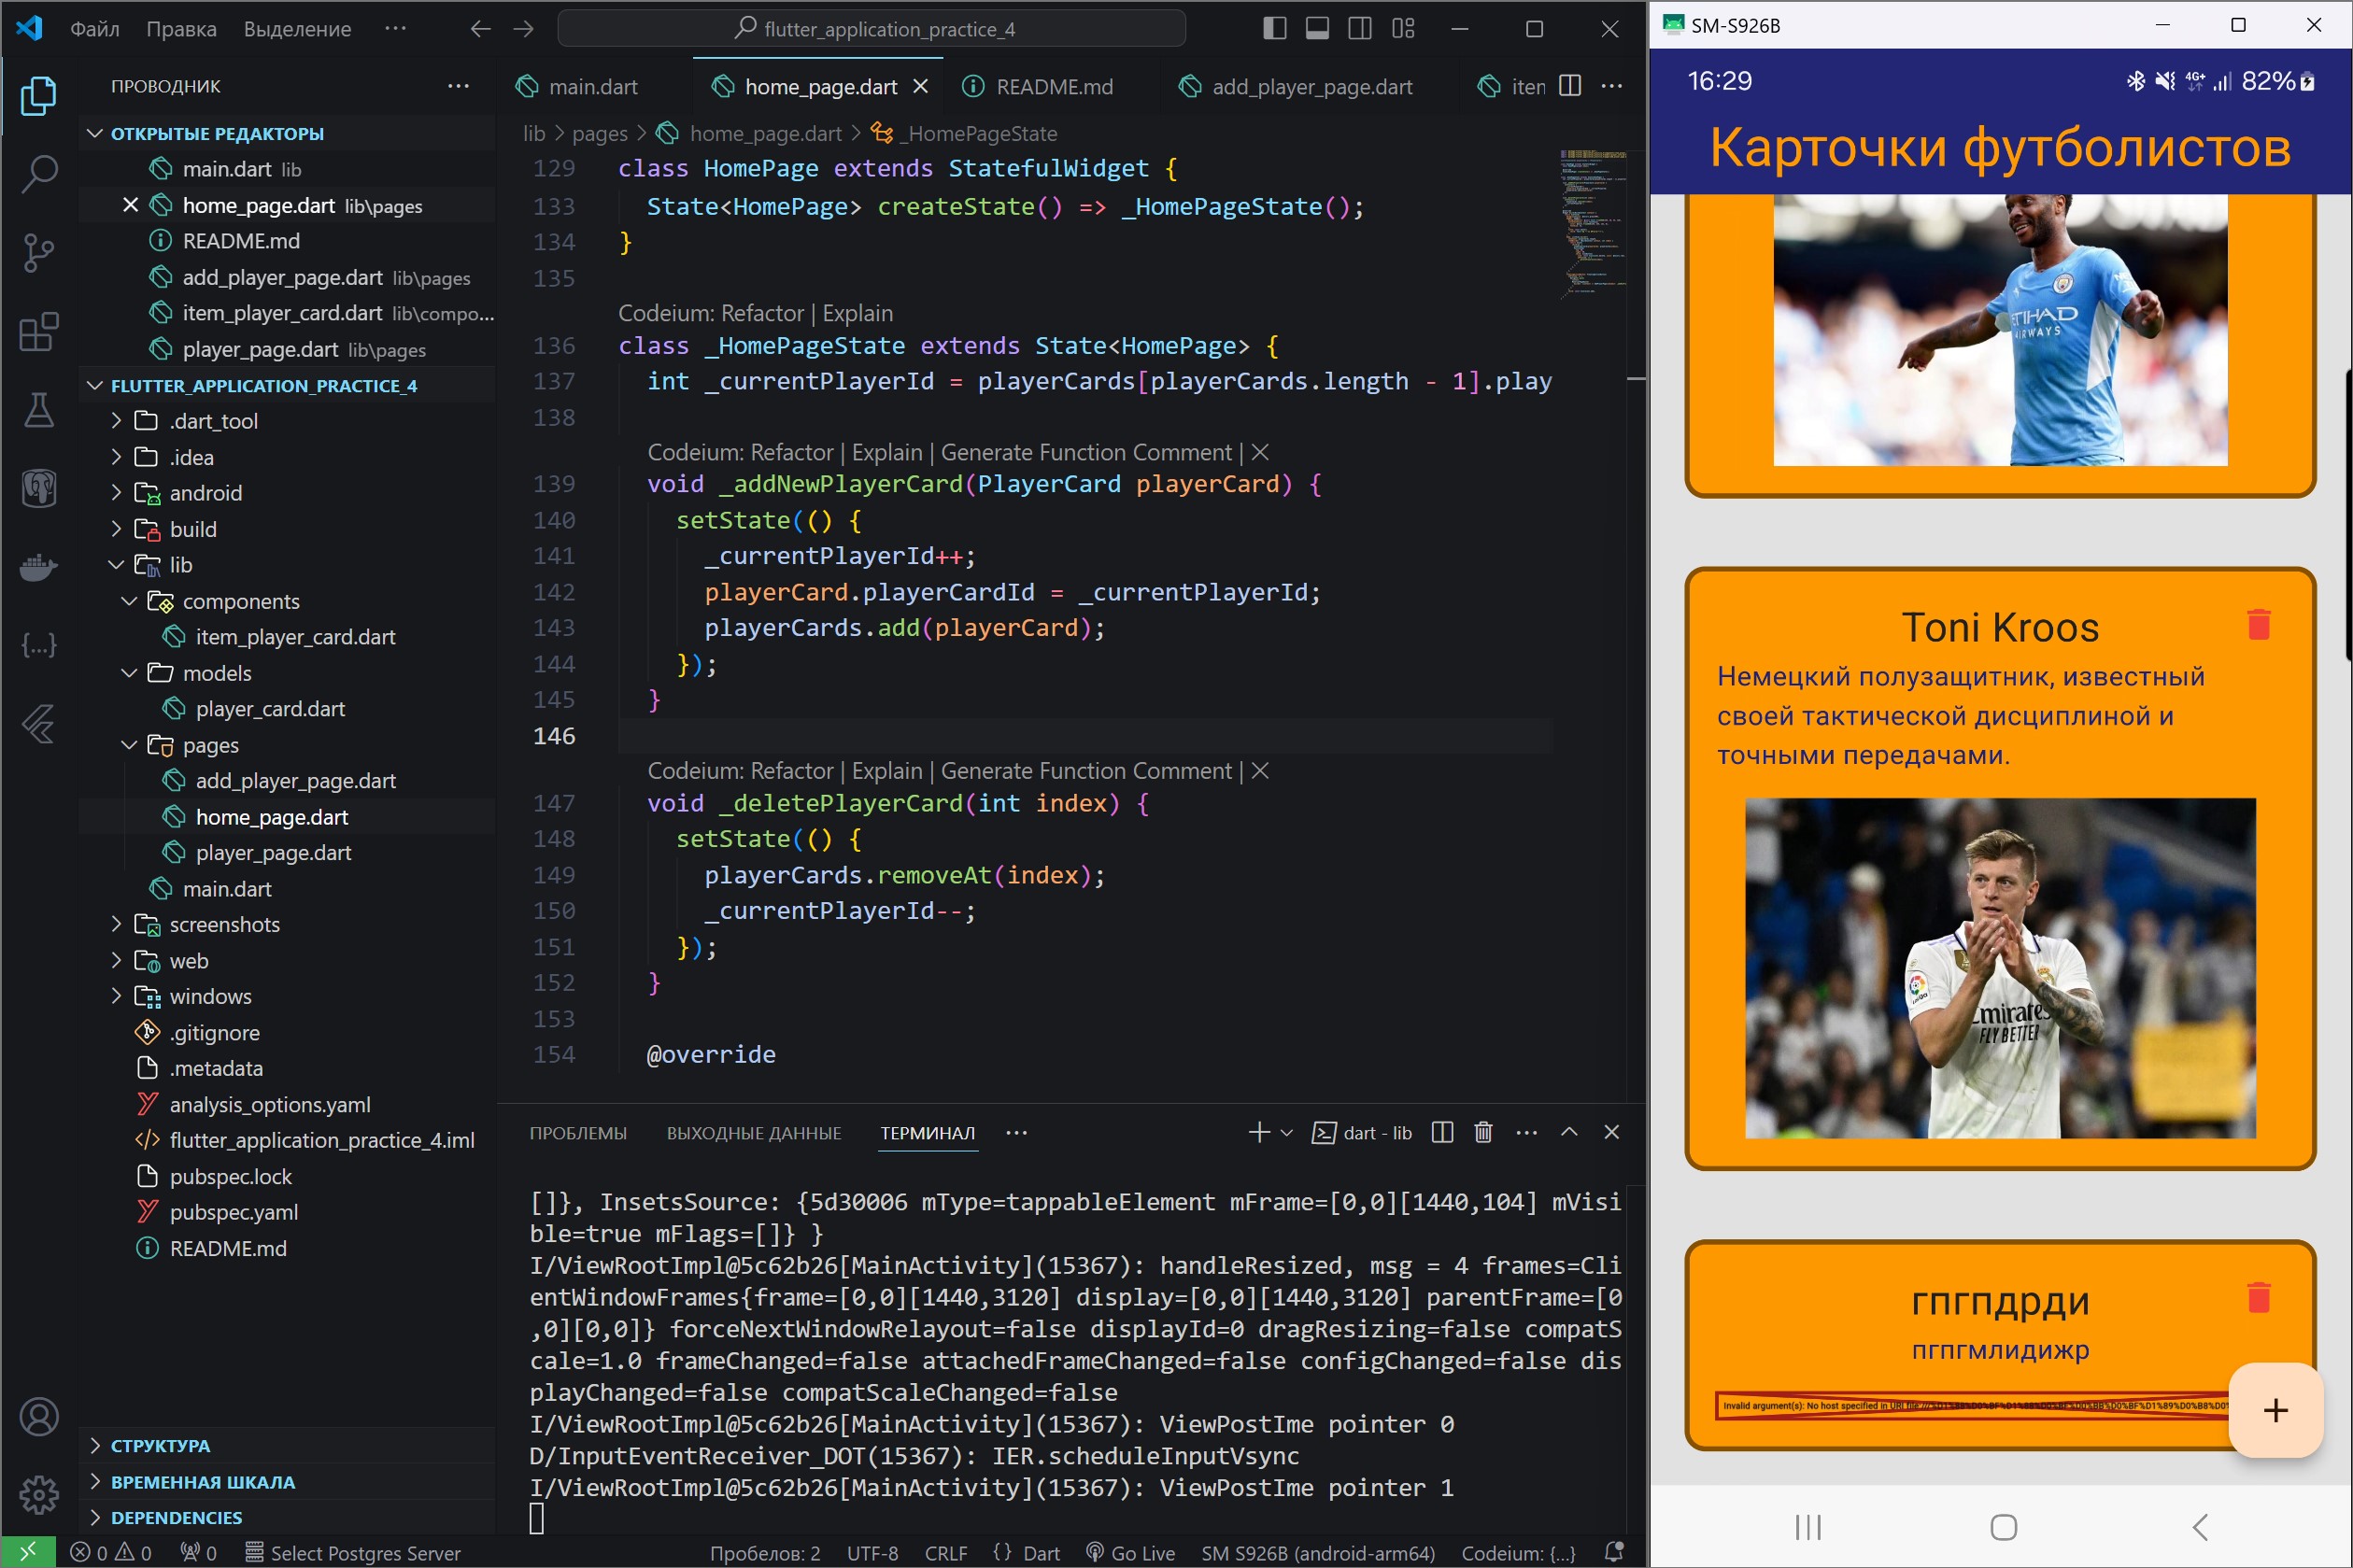 Файл Правка Выделение ··· flutter_application_practice_4
ПРОВОДНИК
ОТКРЫТЫЕ РЕДАКТОРЫ
main.dart lib
home_page.dart lib\pages
README.md
add_player_page.dart lib\pages
item_player_card.dart lib\compo...
player_page.dart lib\pages
FLUTTER_APPLICATION_PRACTICE_4
.dart_tool
.idea
android
build
lib
components
item_player_card.dart
models
player_card.dart
pages
add_player_page.dart
home_page.dart
player_page.dart
main.dart
screenshots
web
windows
.gitignore
.metadata
analysis_options.yaml
flutter_application_practice_4.iml
pubspec.lock
pubspec.yaml
README.md
СТРУКТУРА
ВРЕМЕННАЯ ШКАЛА
DEPENDENCIES
main.dart home_page.dart README.md add_player_page.dart iten
lib > pages > home_page.dart > _HomePageState
129 class HomePage extends StatefulWidget {
133 State<HomePage> createState() => _HomePageState();
134 }
135
Codeium: Refactor | Explain
136 class _HomePageState extends State<HomePage> {
137 int _currentPlayerId = playerCards[playerCards.length - 1].play
138
Codeium: Refactor | Explain | Generate Function Comment | ✕
139 void _addNewPlayerCard(PlayerCard playerCard) {
140 setState(() {
141 _currentPlayerId++;
142 playerCard.playerCardId = _currentPlayerId;
143 playerCards.add(playerCard);
144 });
145 }
146
Codeium: Refactor | Explain | Generate Function Comment | ✕
147 void _deletePlayerCard(int index) {
148 setState(() {
149 playerCards.removeAt(index);
150 _currentPlayerId--;
151 });
152 }
153
154 @override
ПРОБЛЕМЫ ВЫХОДНЫЕ ДАННЫЕ ТЕРМИНАЛ ··· dart - lib
[]}, InsetsSource: {5d30006 mType=tappableElement mFrame=[0,0][1440,104] mVisi
ble=true mFlags=[]} }
I/ViewRootImpl@5c62b26[MainActivity](15367): handleResized, msg = 4 frames=Cli
entWindowFrames{frame=[0,0][1440,3120] display=[0,0][1440,3120] parentFrame=[0
,0][0,0]} forceNextWindowRelayout=false displayId=0 dragResizing=false compatS
cale=1.0 frameChanged=false attachedFrameChanged=false configChanged=false dis
playChanged=false compatScaleChanged=false
I/ViewRootImpl@5c62b26[MainActivity](15367): ViewPostIme pointer 0
D/InputEventReceiver_DOT(15367): IER.scheduleInputVsync
I/ViewRootImpl@5c62b26[MainActivity](15367): ViewPostIme pointer 1
0 0 0 Select Postgres Server Пробелов: 2 UTF-8 CRLF {} Dart Go Live SM S926B (android-arm64) Codeium: {...}
SM-S926B
16:29 4G+ 82%
Карточки футболистов
ETIHAD
AIRWAYS
Toni Kroos
Немецкий полузащитник, известный
своей тактической дисциплиной и
точными передачами.
Emirates
FLY BETTER
гпгпдрди
пгпгмлидижр
Invalid argument(s): No host specified in URI
+